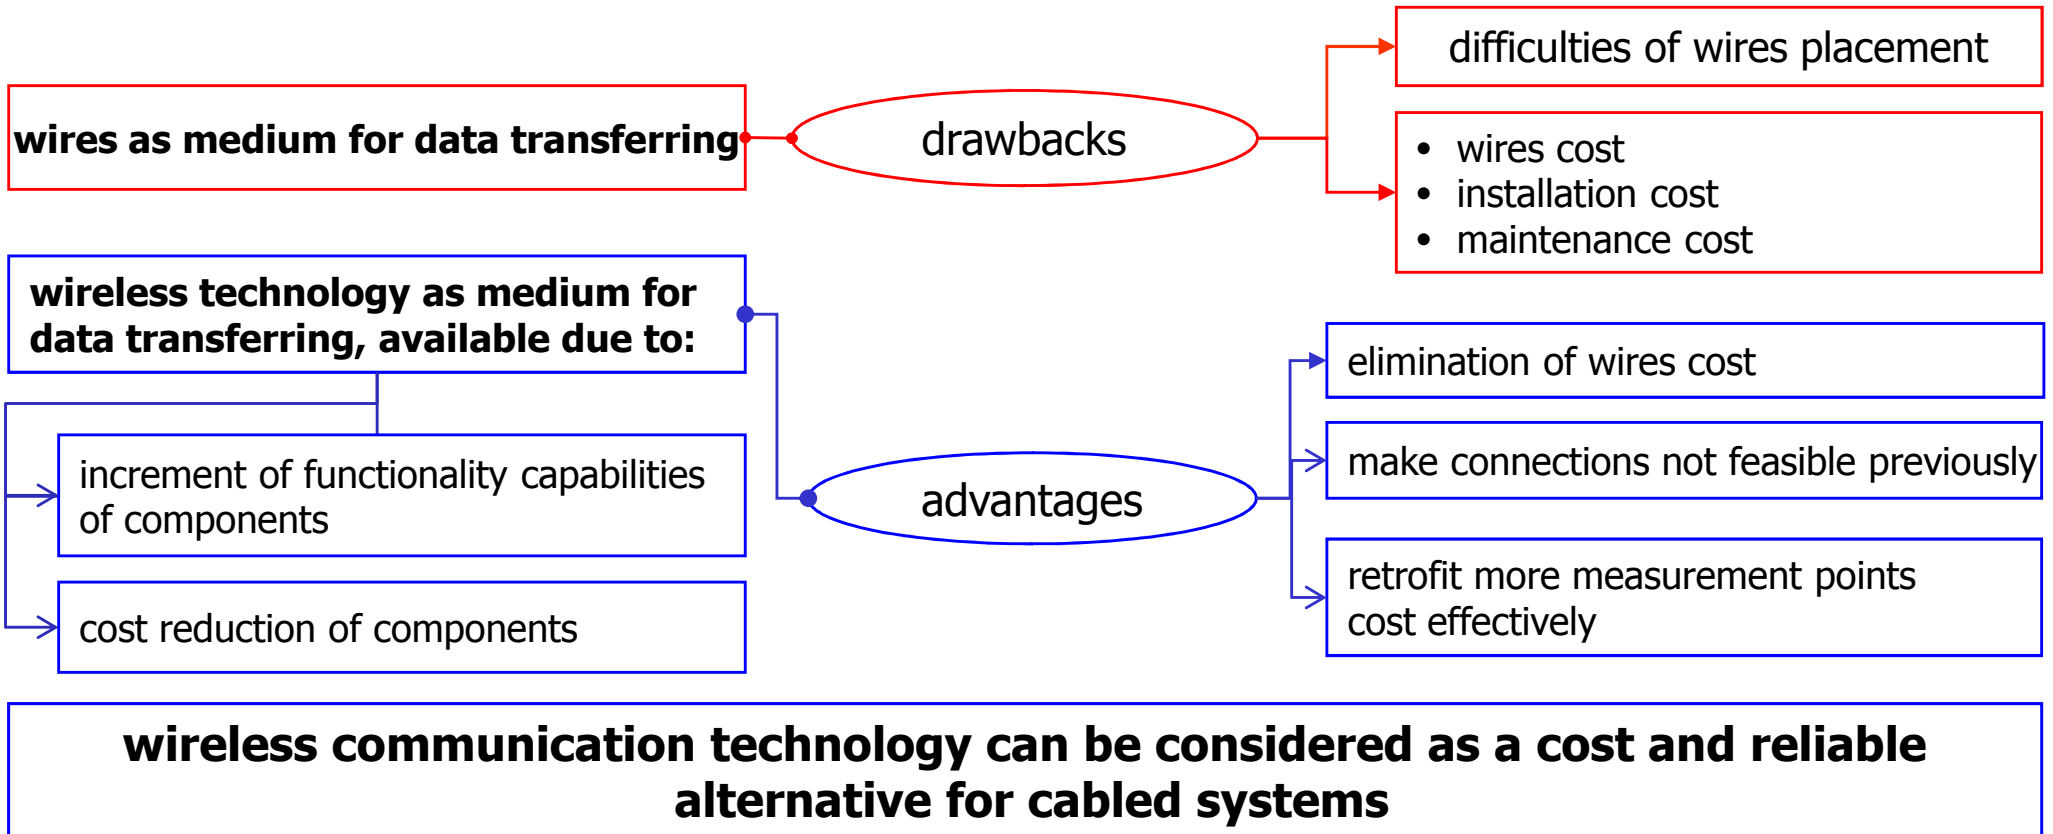 difficulties of wires placement
wires as medium for data transferring
drawbacks
• wires cost
• installation cost
• maintenance cost
wireless technology as medium for
data transferring, available due to:
increment of functionality capabilities
of components
cost reduction of components
advantages
elimination of wires cost
make connections not feasible previously
retrofit more measurement points
cost effectively
wireless communication technology can be considered as a cost and reliable
alternative for cabled systems